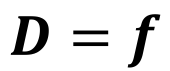 D = f